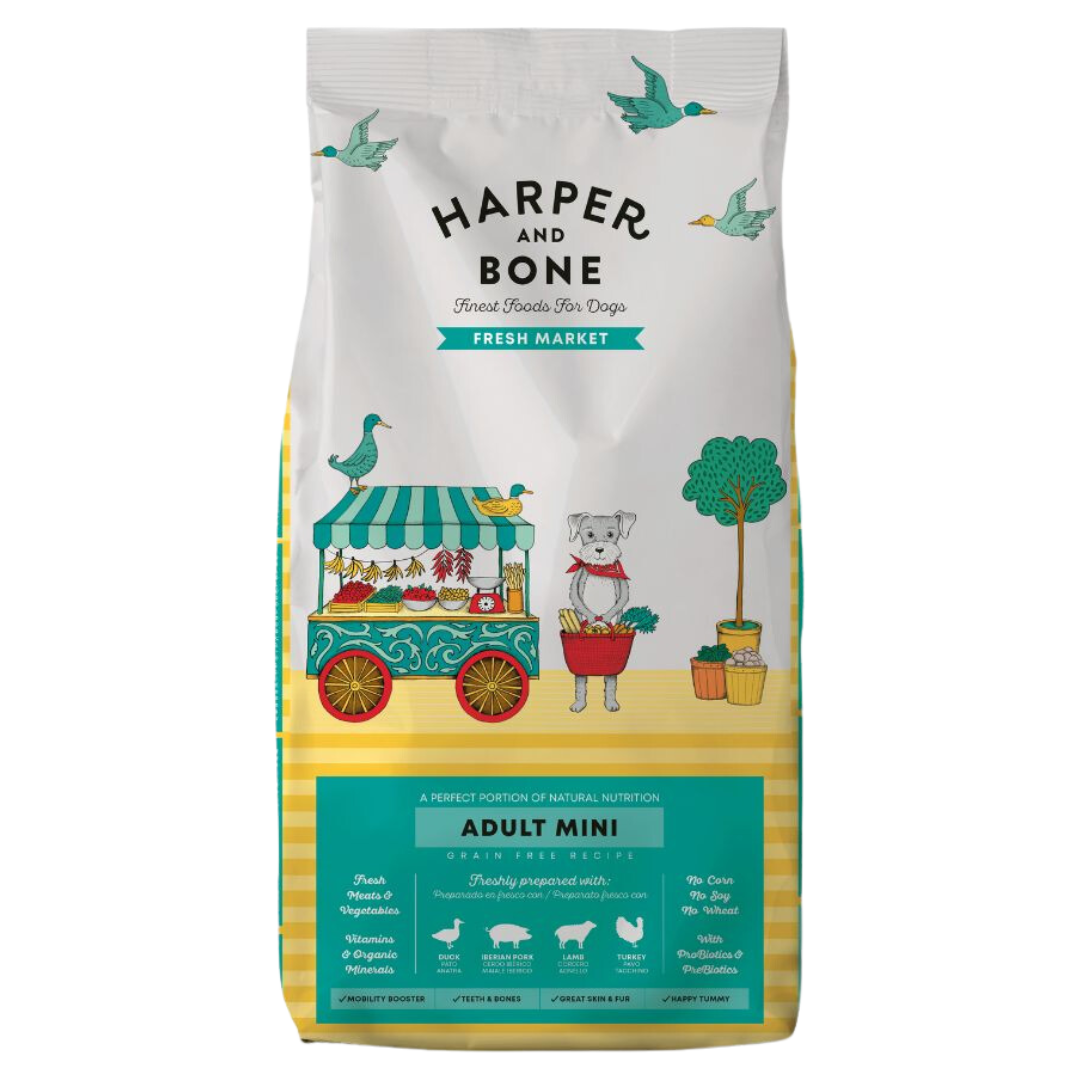 HARPER
AND
BONE
Finest Foods For Dogs
FRESH MARKET
A PERFECT PORTION OF NATURAL NUTRITION
ADULT MINI
GRAIN FREE RECIPE
Fresh
Meats &
Vegetables
Vitamins
& Organic
Minerals
Freshly prepared with:
Preparado en fresco con / Preparato fresco con
DUCK
PATO
ANATRA
IBERIAN PORK
CERDO IBÉRICO
MAIALE IBERICO
LAMB
CORDERO
AGNELLO
TURKEY
PAVO
TACCHINO
No Corn
No Soy
No Wheat
With
ProBiotics &
PreBiotics
✓MOBILITY BOOSTER
✓TEETH & BONES
✓GREAT SKIN & FUR
✓HAPPY TUMMY